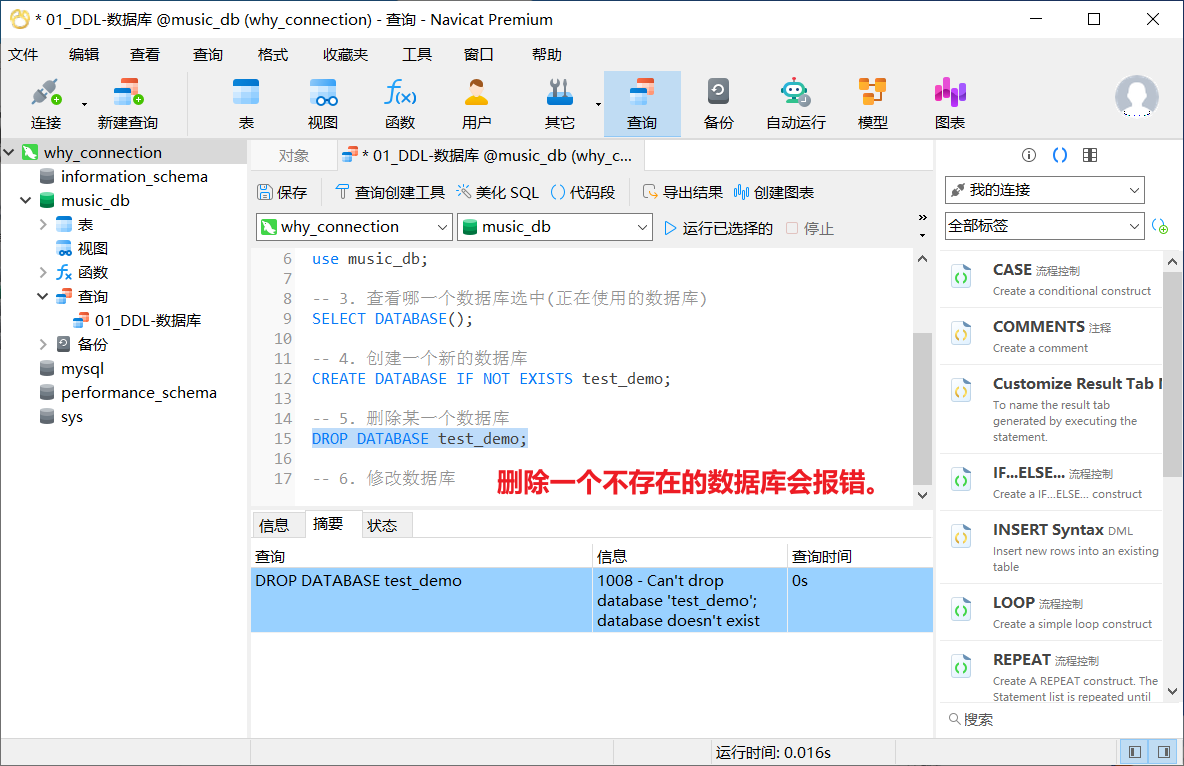 * 01_DDL-数据库 @music_db (why_connection) - 查询 - Navicat Premium
文件 编辑 查看 查询 格式 收藏夹 工具 窗口 帮助
连接 新建查询 表 视图 函数 用户 其它 查询 备份 自动运行 模型 图表
why_connection
information_schema
music_db
表
视图
函数
查询
01_DDL-数据库
备份
mysql
performance_schema
sys
对象 * 01_DDL-数据库 @music_db (why_c...
保存 查询创建工具 美化 SQL () 代码段 导出结果 创建图表
why_connection music_db 运行已选择的 停止
6 use music_db;
7
8 -- 3. 查看哪一个数据库选中(正在使用的数据库)
9 SELECT DATABASE();
10
11 -- 4. 创建一个新的数据库
12 CREATE DATABASE IF NOT EXISTS test_demo;
13
14 -- 5. 删除某一个数据库
15 DROP DATABASE test_demo;
16
17 -- 6. 修改数据库
删除一个不存在的数据库会报错。
信息 摘要 状态
查询 信息 查询时间
DROP DATABASE test_demo 1008 - Can't drop 0s
database 'test_demo';
database doesn't exist
我的连接
全部标签
CASE 流程控制
Create a conditional construct
COMMENTS 注释
Create a comment
Customize Result Tab
To name the result tab
generated by executing the
statement.
IF...ELSE... 流程控制
Create a IF...ELSE... construct
INSERT Syntax DML
Insert new rows into an existing
table
LOOP 流程控制
Create a simple loop construct
REPEAT 流程控制
Create A REPEAT construct. The
Statement list is repeated until
搜索
运行时间: 0.016s